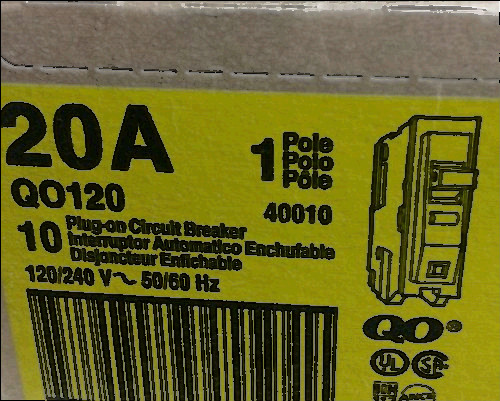 20A
1 Pole
Polo
Pôle
QO120
40010
10 Plug-on Circuit Breaker
Interruptor Automatico Enchufable
Disjoncteur Enfichable
120/240 V~ 50/60 Hz
QO®
UL